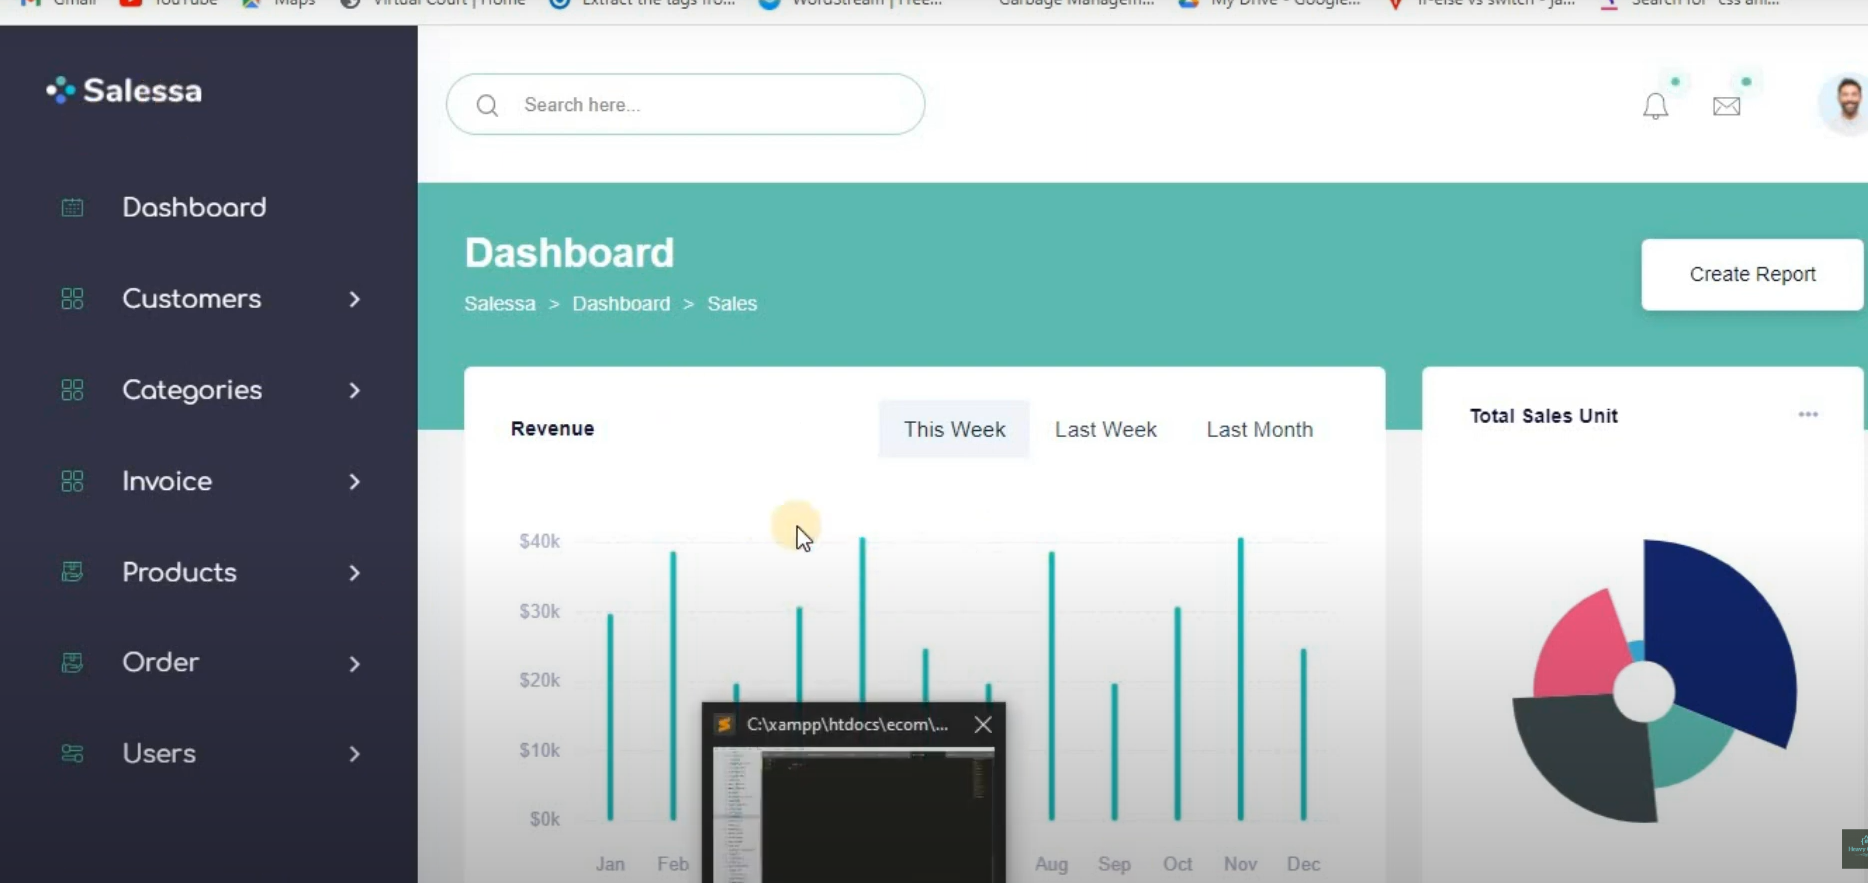 Gmail
YouTube
Maps
Virtual Court | Home
Extract the tags fro...
WordStream | Free...
Garbage Managem...
My Drive - Google...
if-else vs switch - ja...
Search for "css ani...
Salessa
Search here...
Dashboard
Customers
Categories
Invoice
Products
Order
Users
Dashboard
Salessa > Dashboard > Sales
Create Report
Revenue
This Week
Last Week
Last Month
$40k
$30k
$20k
$10k
$0k
Jan
Feb
Aug
Sep
Oct
Nov
Dec
C:\xampp\htdocs\ecom\...
Total Sales Unit